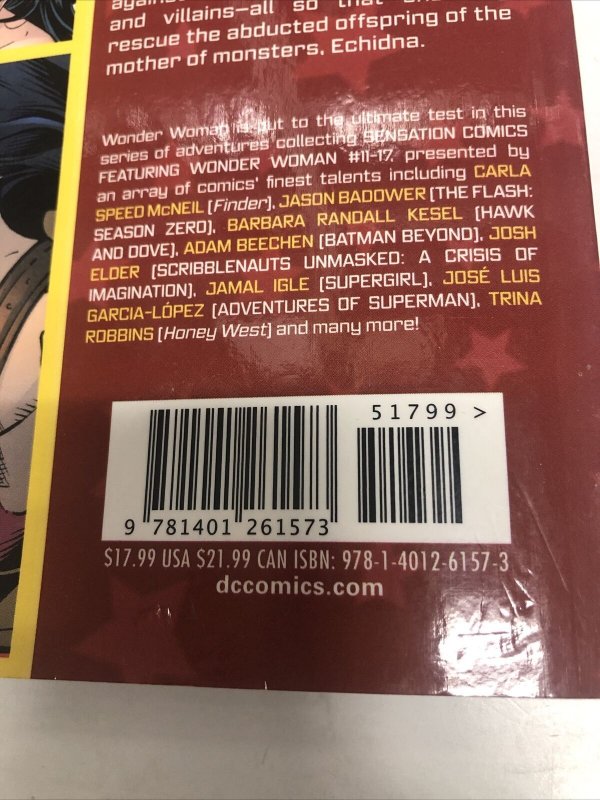 and villains—all so that
rescue the abducted offspring of the
mother of monsters, Echidna.
Wonder Woman is put to the ultimate test in this
series of adventures collecting SENSATION COMICS
FEATURING WONDER WOMAN #11-17, presented by
an array of comics' finest talents including CARLA
SPEED McNEIL (Finder), JASON BADOWER (THE FLASH:
SEASON ZERO), BARBARA RANDALL KESEL (HAWK
AND DOVE), ADAM BEECHEN (BATMAN BEYOND), JOSH
ELDER (SCRIBBLENAUTS UNMASKED: A CRISIS OF
IMAGINATION), JAMAL IGLE (SUPERGIRL), JOSÉ LUIS
GARCIA-LÓPEZ (ADVENTURES OF SUPERMAN), TRINA
ROBBINS (Honey West) and many more!
51799 >
9 781401 261573
$17.99 USA $21.99 CAN ISBN: 978-1-4012-6157-3
dccomics.com